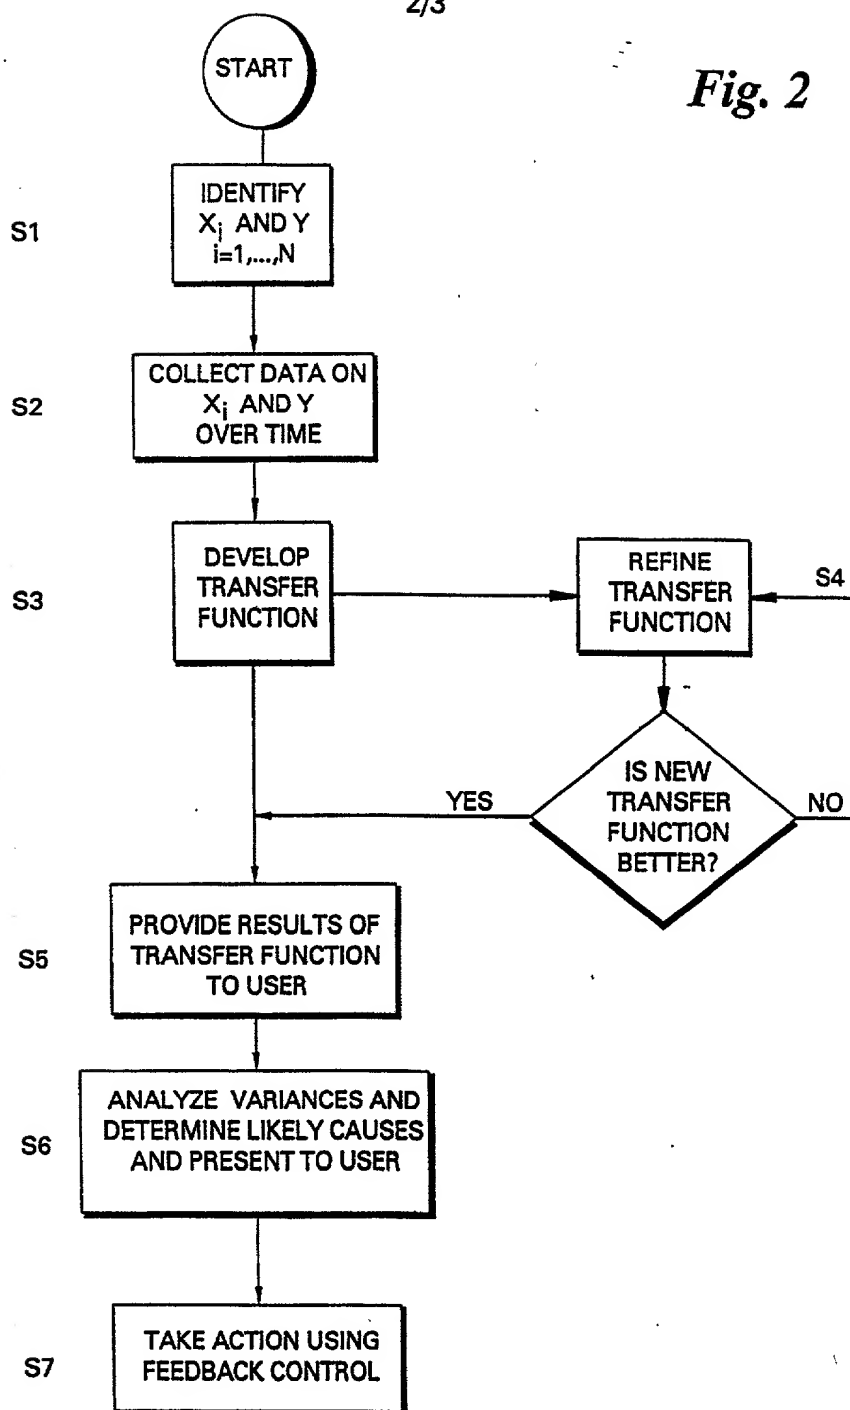 2/3
Fig. 2
START
S1
IDENTIFY
Xi AND Y
i=1,...,N
S2
COLLECT DATA ON
Xi AND Y
OVER TIME
S3
DEVELOP
TRANSFER
FUNCTION
REFINE
TRANSFER
FUNCTION
S4
YES
IS NEW
TRANSFER
FUNCTION
BETTER?
NO
S5
PROVIDE RESULTS OF
TRANSFER FUNCTION
TO USER
S6
ANALYZE VARIANCES AND
DETERMINE LIKELY CAUSES
AND PRESENT TO USER
S7
TAKE ACTION USING
FEEDBACK CONTROL